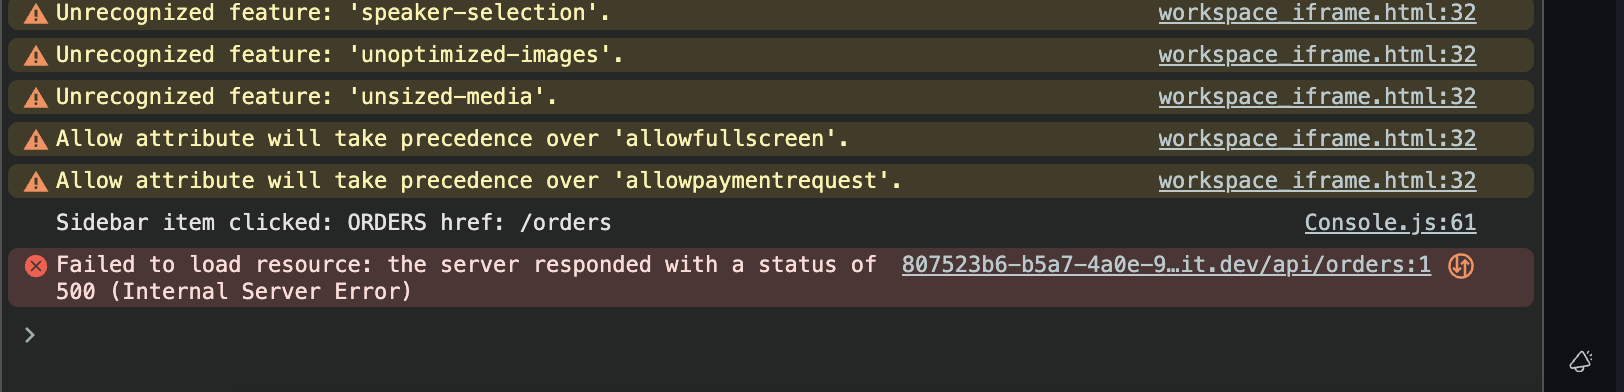 Unrecognized feature: 'speaker-selection'. workspace_iframe.html:32
Unrecognized feature: 'unoptimized-images'. workspace_iframe.html:32
Unrecognized feature: 'unsized-media'. workspace_iframe.html:32
Allow attribute will take precedence over 'allowfullscreen'. workspace_iframe.html:32
Allow attribute will take precedence over 'allowpaymentrequest'. workspace_iframe.html:32
Sidebar item clicked: ORDERS href: /orders Console.js:61
Failed to load resource: the server responded with a status of 807523b6-b5a7-4a0e-9…it.dev/api/orders:1
500 (Internal Server Error)